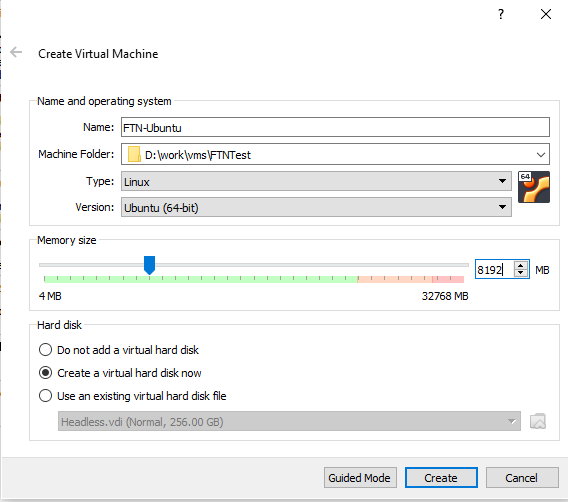 ?
Create Virtual Machine
Name and operating system
Name: FTN-Ubuntu
Machine Folder: D:\work\vms\FTNTest
Type: Linux
64
Version: Ubuntu (64-bit)
Memory size
8192 MB
4 MB 32768 MB
Hard disk
Do not add a virtual hard disk
Create a virtual hard disk now
Use an existing virtual hard disk file
Headless.vdi (Normal, 256.00 GB)
Guided Mode Create Cancel